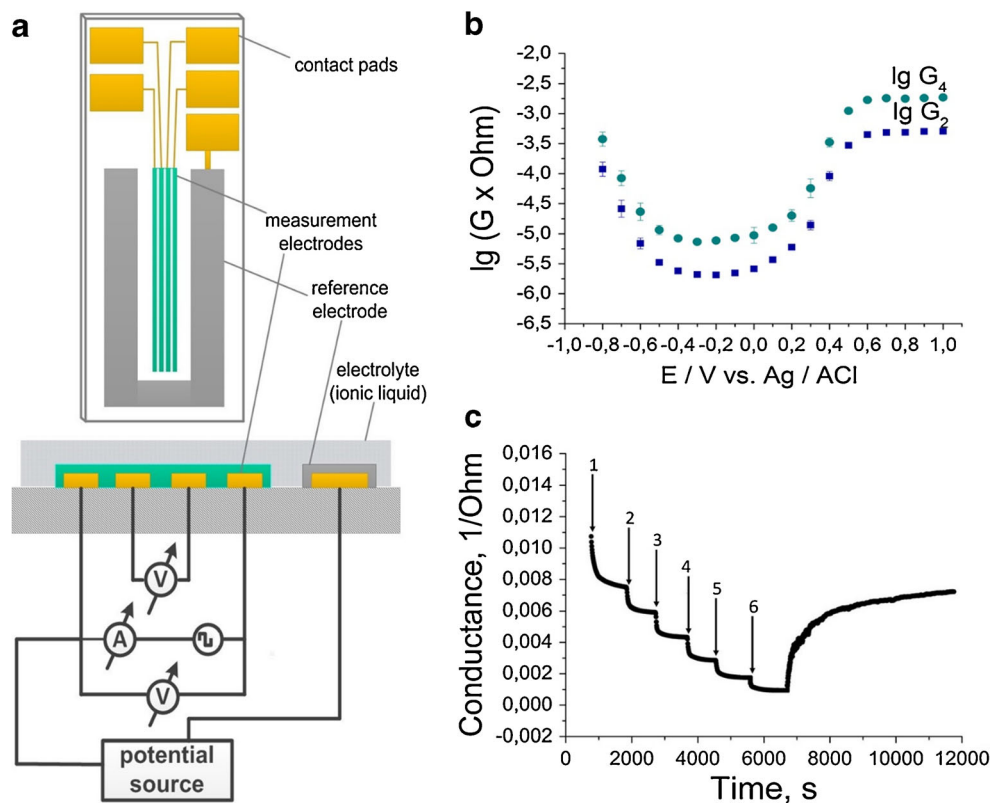 a
contact pads
measurement
electrodes
reference
electrode
electrolyte
(ionic liquid)
V
A
V
potential
source
b
-2,0
-2,5
-3,0
-3,5
-4,0
-4,5
-5,0
-5,5
-6,0
-6,5
lg (G x Ohm)
lg G4
lg G2
-1,0 -0,8 -0,6 -0,4 -0,2 0,0 0,2 0,4 0,6 0,8 1,0
E / V vs. Ag / ACl
c
0,016
0,014
0,012
0,010
0,008
0,006
0,004
0,002
0,000
-0,002
Conductance, 1/Ohm
1
2
3
4
5
6
0 2000 4000 6000 8000 10000 12000
Time, s